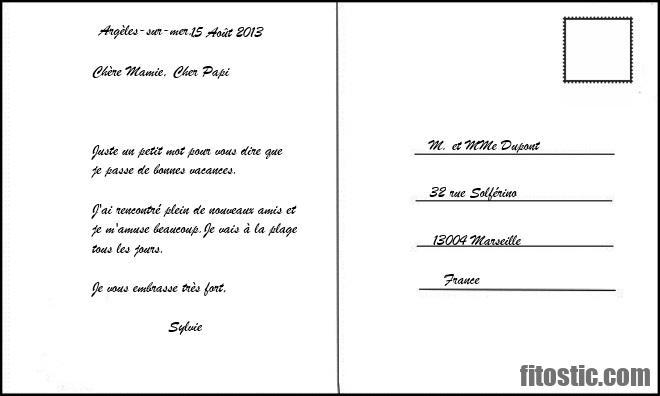 Argèles-sur-mer, 15 Août 2013
Chère Mamie, Cher Papi
Juste un petit mot pour vous dire que
je passe de bonnes vacances.
J'ai rencontré plein de nouveaux amis et
je m'amuse beaucoup. Je vais à la plage
tous les jours.
Je vous embrasse très fort,
Sylvie
M. et MMe Dupont
32 rue Solférino
13004 Marseille
France
fitostic.com